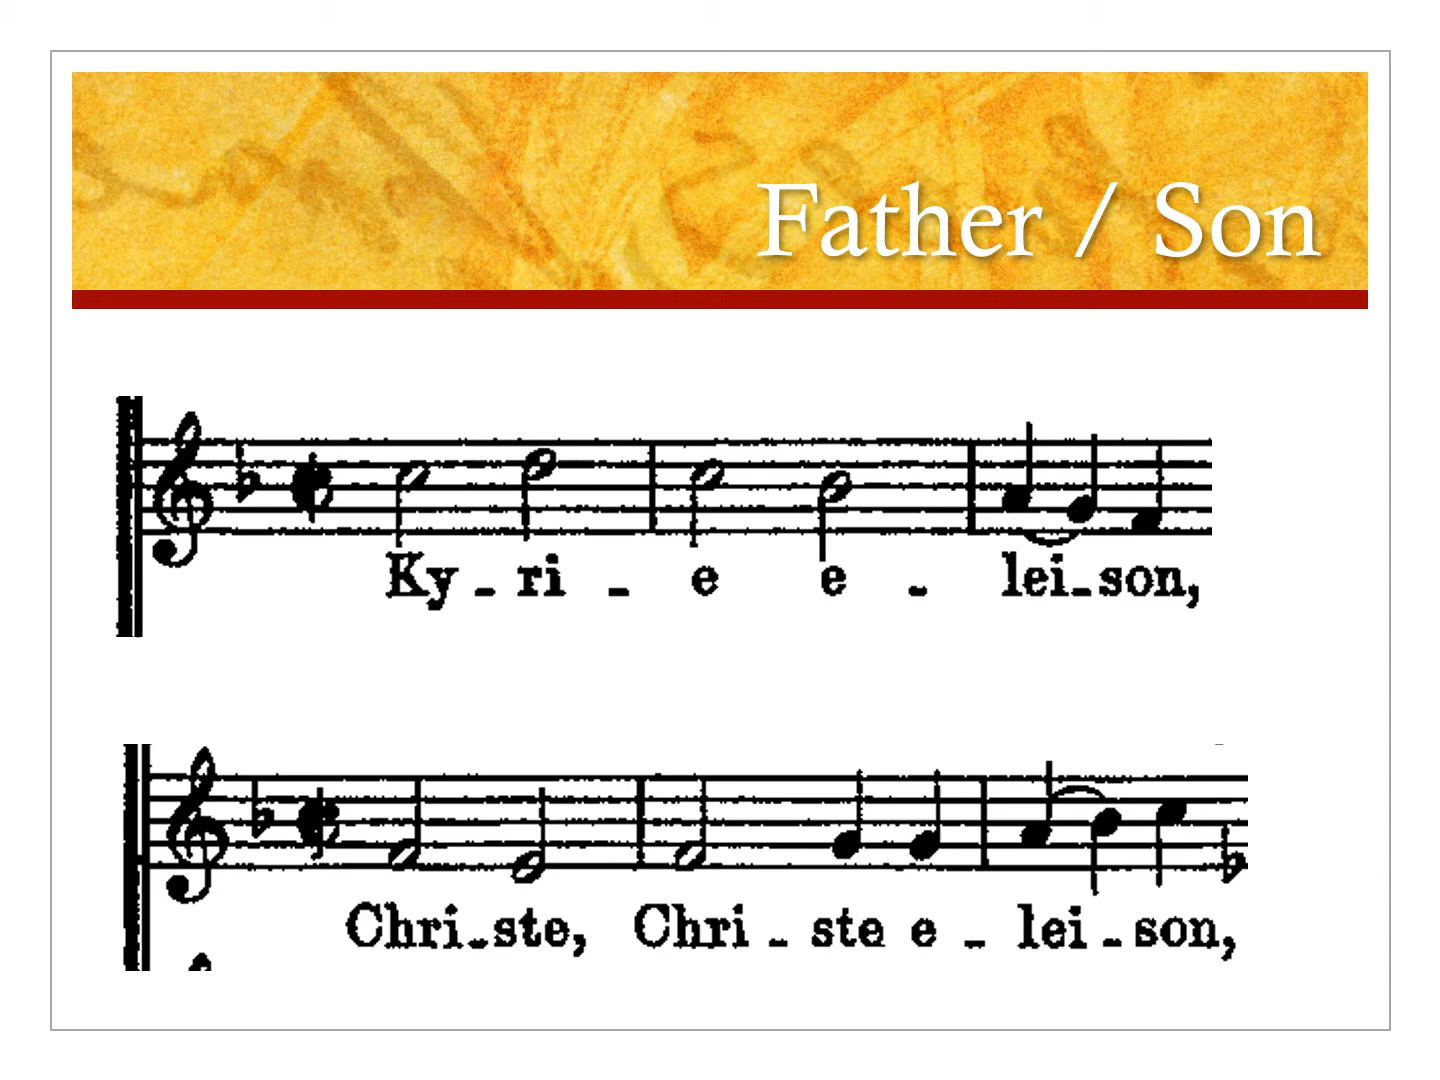 Father / Son
Ky - ri - e e - lei - son,
Chri - ste, Chri - ste e - lei - son,